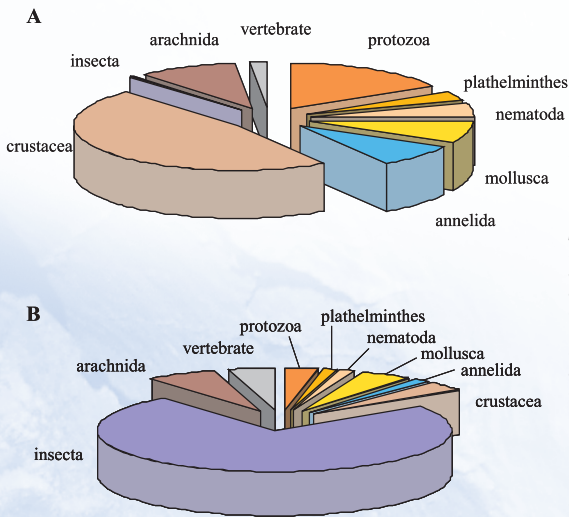 A
vertebrate
arachnida
protozoa
insecta
plathelminthes
nematoda
crustacea
mollusca
annelida
B
plathelminthes
protozoa
nematoda
vertebrate
mollusca
arachnida
annelida
crustacea
insecta